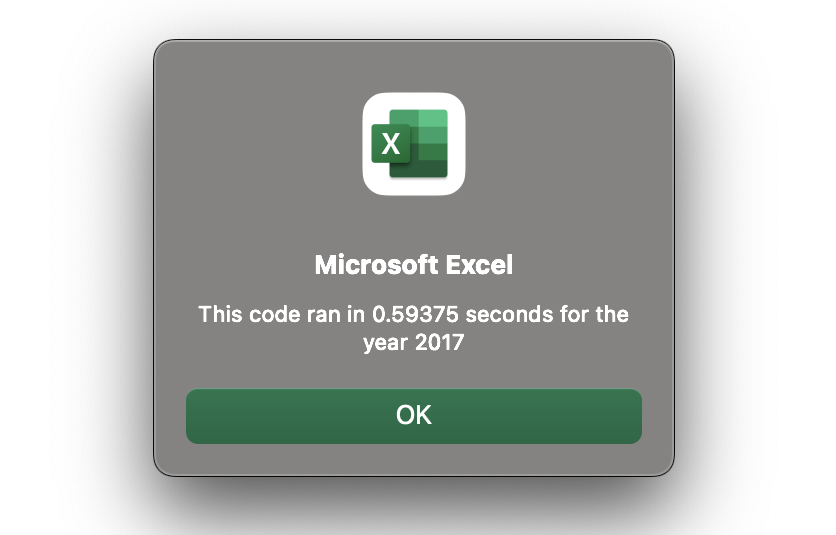 X
Microsoft Excel
This code ran in 0.59375 seconds for the
year 2017
OK